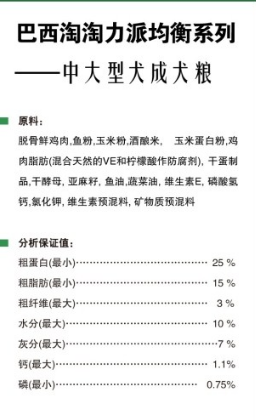 巴西淘淘力派均衡系列
——中大型犬成犬粮
原料:
脱骨鲜鸡肉,鱼粉,玉米粉,酒酿米, 玉米蛋白粉,鸡
肉脂肪(混合天然的VE和柠檬酸作防腐剂), 干蛋制
品,干酵母, 亚麻籽, 鱼油,蔬菜油, 维生素E, 磷酸氢
钙,氯化钾, 维生素预混料, 矿物质预混料
分析保证值:
粗蛋白(最小)································ 25 %
粗脂肪(最小)································ 15 %
粗纤维(最大)································ 3 %
水分(最大)·································· 10 %
灰分(最大)···································7 %
钙(最大)···································· 1.1%
磷(最小)··································· 0.75%